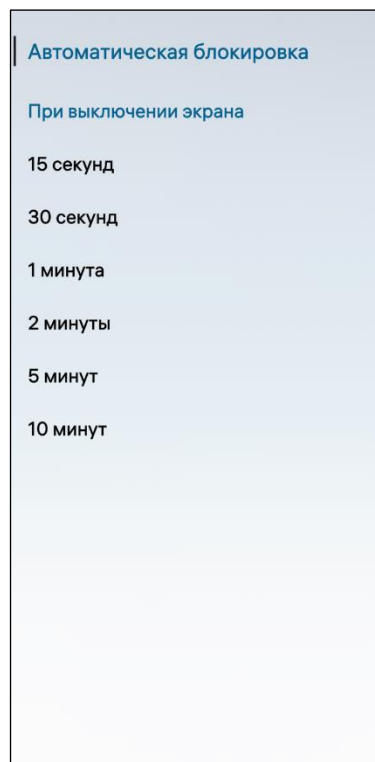 Автоматическая блокировка
При выключении экрана
15 секунд
30 секунд
1 минута
2 минуты
5 минут
10 минут